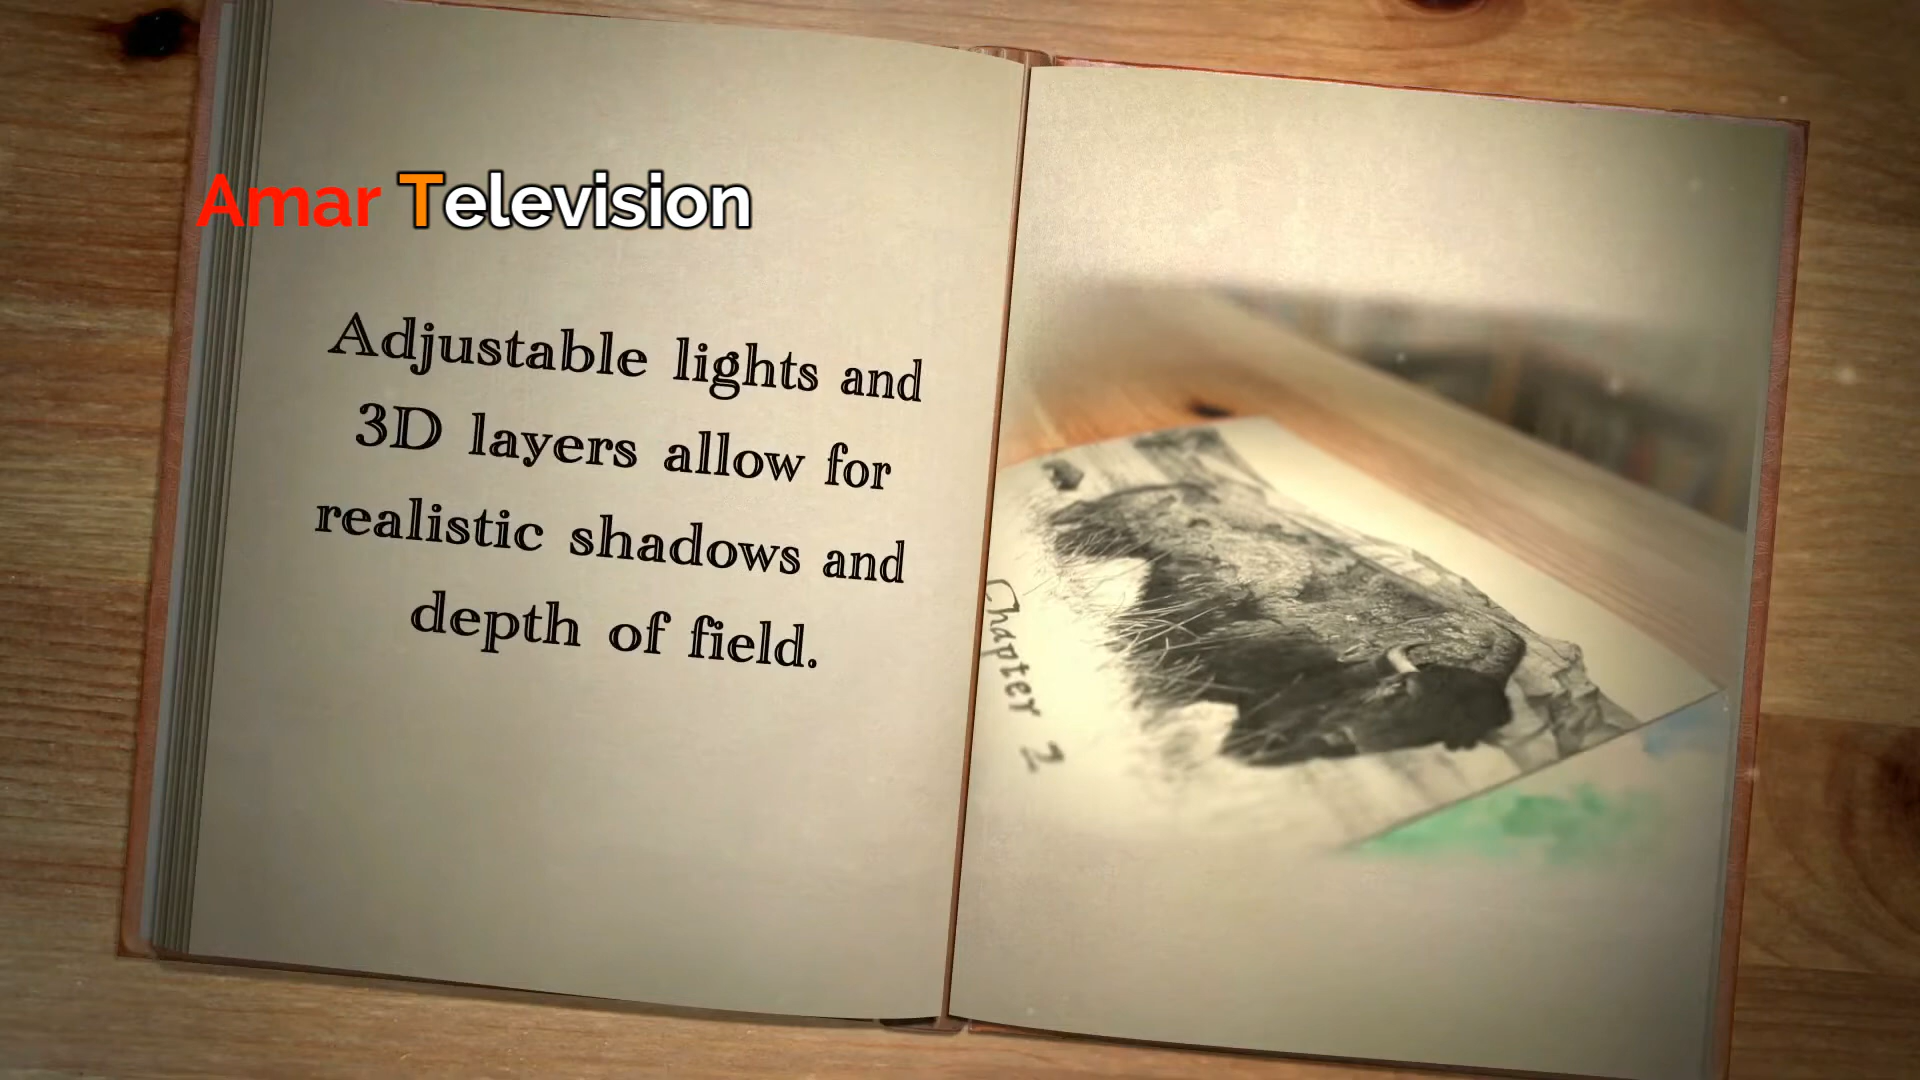 Amar Television
Adjustable lights and
3D layers allow for
realistic shadows and
depth of field.
Chapter 2